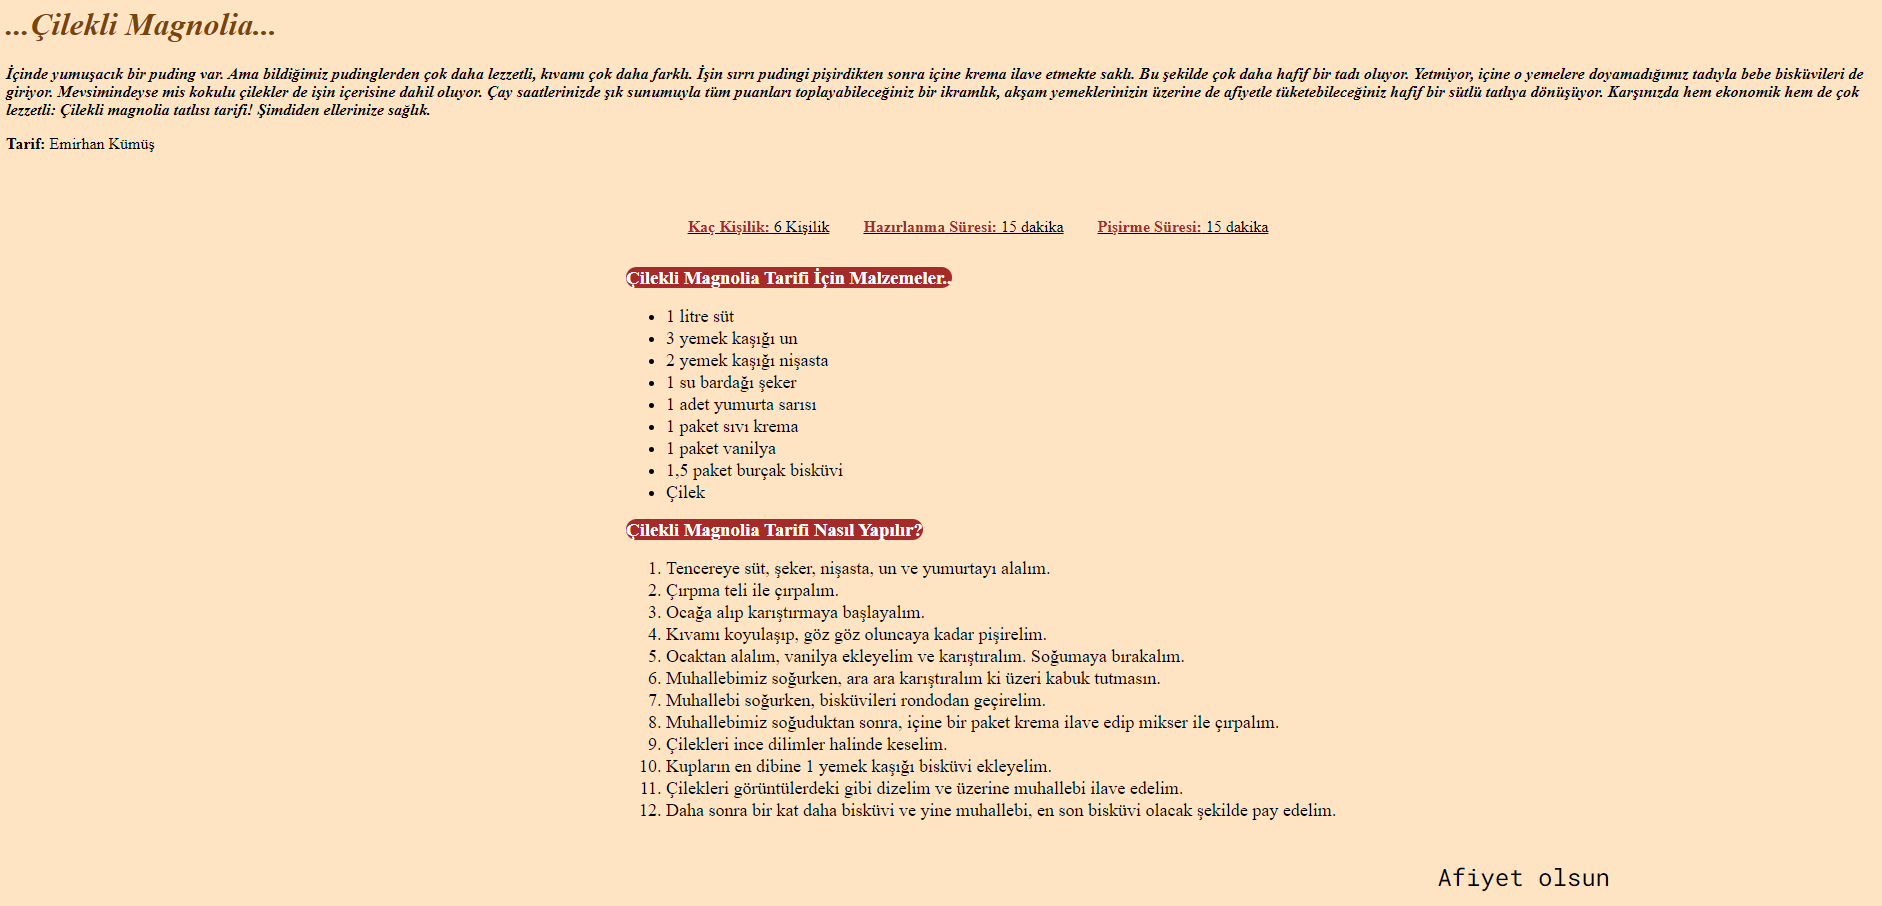 ...Çilekli Magnolia...
İçinde yumuşacık bir puding var. Ama bildiğimiz pudinglerden çok daha lezzetli, kıvamı çok daha farklı. İşin sırrı pudingi pişirdikten sonra içine krema ilave etmekte saklı. Bu şekilde çok daha hafif bir tadı oluyor. Yetmiyor, içine o yemelere doyamadığımız tadıyla bebe bisküvileri de
giriyor. Mevsimindeyse mis kokulu çilekler de işin içerisine dahil oluyor. Çay saatlerinizde şık sunumuyla tüm puanları toplayabileceğiniz bir ikramlık, akşam yemeklerinizin üzerine de afiyetle tüketebileceğiniz hafif bir sütlü tatlıya dönüşüyor. Karşınızda hem ekonomik hem de çok
lezzetli: Çilekli magnolia tatlısı tarifi! Şimdiden ellerinize sağlık.
Tarif: Emirhan Kümüş
Kaç Kişilik: 6 Kişilik Hazırlanma Süresi: 15 dakika Pişirme Süresi: 15 dakika
Çilekli Magnolia Tarifi İçin Malzemeler..
• 1 litre süt
• 3 yemek kaşığı un
• 2 yemek kaşığı nişasta
• 1 su bardağı şeker
• 1 adet yumurta sarısı
• 1 paket sıvı krema
• 1 paket vanilya
• 1,5 paket burçak bisküvi
• Çilek
Çilekli Magnolia Tarifi Nasıl Yapılır?
1. Tencereye süt, şeker, nişasta, un ve yumurtayı alalım.
2. Çırpma teli ile çırpalım.
3. Ocağa alıp karıştırmaya başlayalım.
4. Kıvamı koyulaşıp, göz göz oluncaya kadar pişirelim.
5. Ocaktan alalım, vanilya ekleyelim ve karıştıralım. Soğumaya bırakalım.
6. Muhallebimiz soğurken, ara ara karıştıralım ki üzeri kabuk tutmasın.
7. Muhallebi soğurken, bisküvileri rondodan geçirelim.
8. Muhallebimiz soğuduktan sonra, içine bir paket krema ilave edip mikser ile çırpalım.
9. Çilekleri ince dilimler halinde keselim.
10. Kupların en dibine 1 yemek kaşığı bisküvi ekleyelim.
11. Çilekleri görüntülerdeki gibi dizelim ve üzerine muhallebi ilave edelim.
12. Daha sonra bir kat daha bisküvi ve yine muhallebi, en son bisküvi olacak şekilde pay edelim.
Afiyet olsun